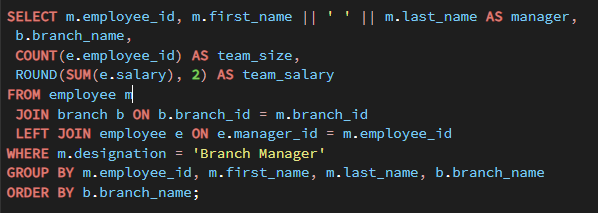 SELECT m.employee_id, m.first_name || ' ' || m.last_name AS manager,
b.branch_name,
COUNT(e.employee_id) AS team_size,
ROUND(SUM(e.salary), 2) AS team_salary
FROM employee m
JOIN branch b ON b.branch_id = m.branch_id
LEFT JOIN employee e ON e.manager_id = m.employee_id
WHERE m.designation = 'Branch Manager'
GROUP BY m.employee_id, m.first_name, m.last_name, b.branch_name
ORDER BY b.branch_name;